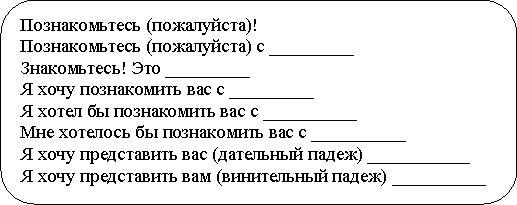 Познакомьтесь (пожалуйста)!
Познакомьтесь (пожалуйста) с _________
Знакомьтесь! Это _________
Я хочу познакомить вас с _________
Я хотел бы познакомить вас с __________
Мне хотелось бы познакомить вас с __________
Я хочу представить вас (дательный падеж) ___________
Я хочу представить вам (винительный падеж) __________